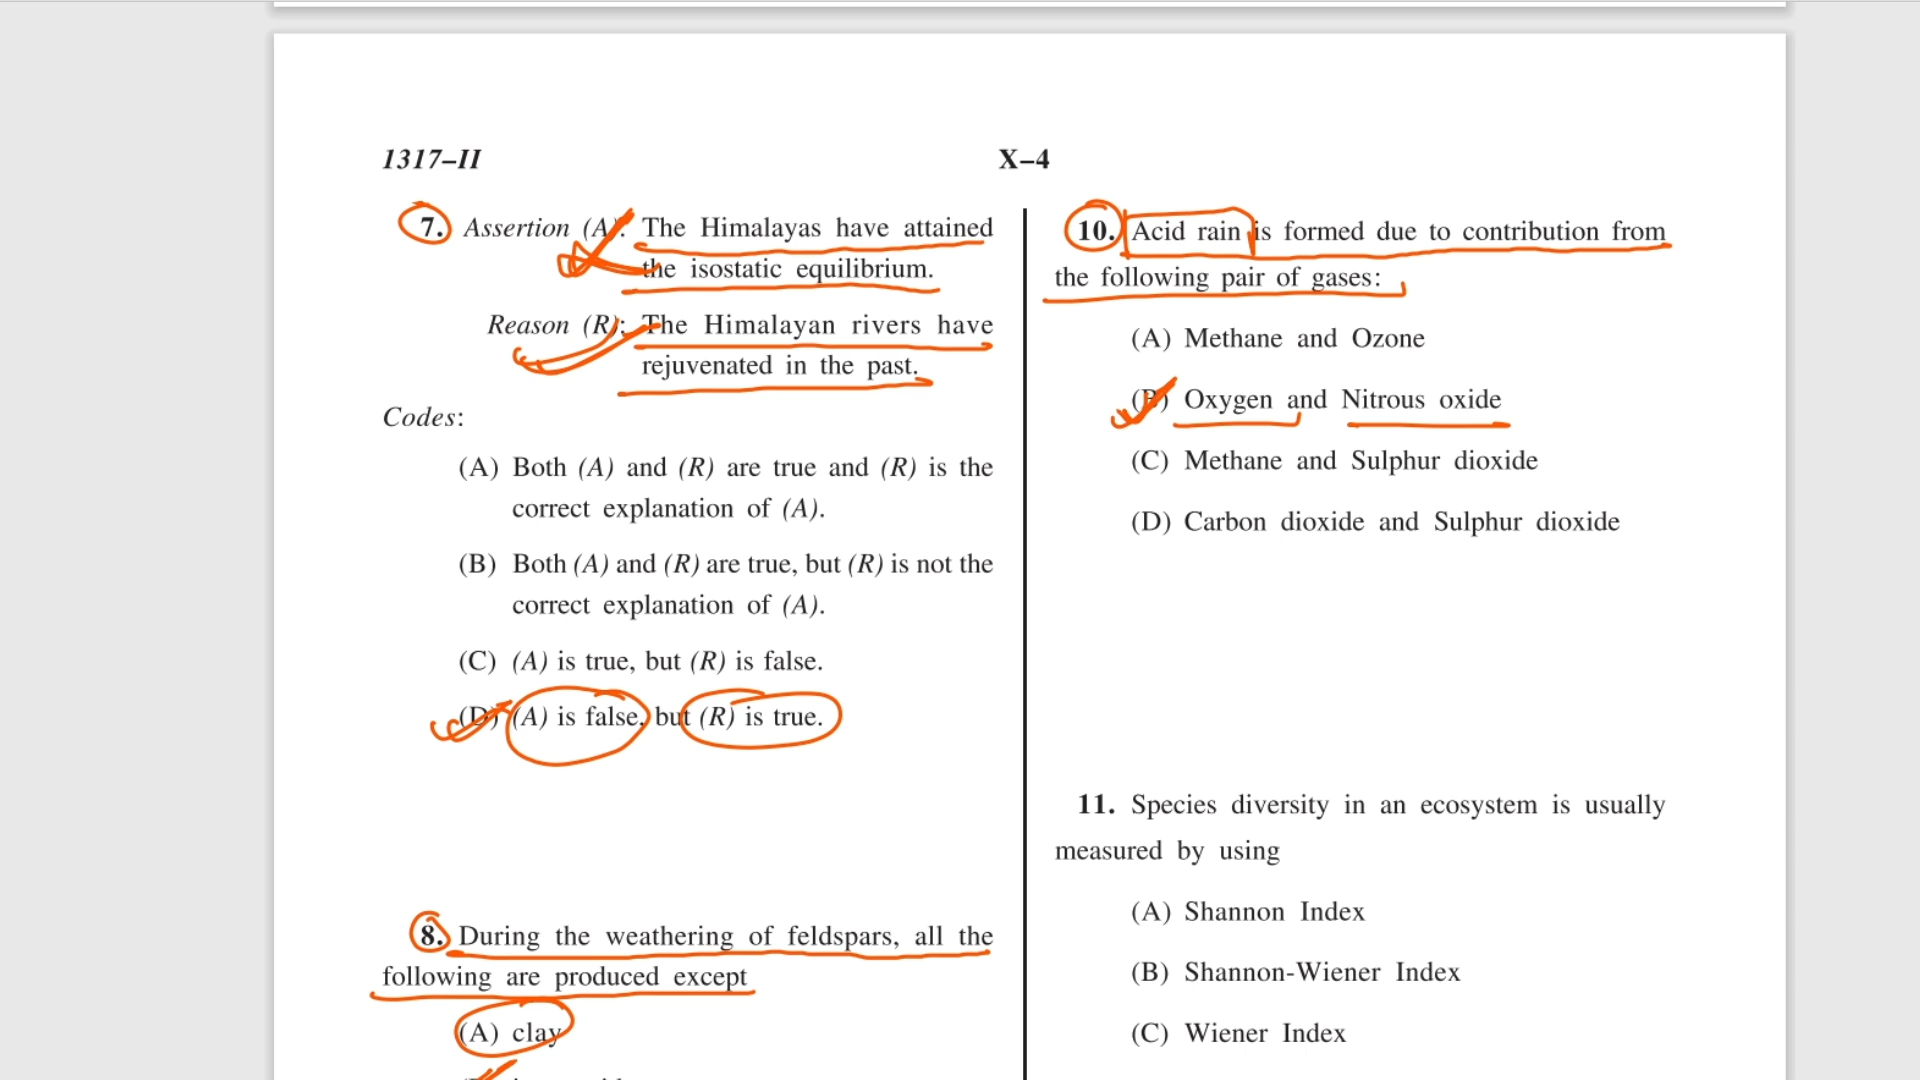 1317–II
X–4
7. Assertion (A): The Himalayas have attained
the isostatic equilibrium.
Reason (R): The Himalayan rivers have
rejuvenated in the past.
Codes:
(A) Both (A) and (R) are true and (R) is the
correct explanation of (A).
(B) Both (A) and (R) are true, but (R) is not the
correct explanation of (A).
(C) (A) is true, but (R) is false.
(D) (A) is false, but (R) is true.
8. During the weathering of feldspars, all the
following are produced except
(A) clay
10. Acid rain is formed due to contribution from
the following pair of gases:
(A) Methane and Ozone
(B) Oxygen and Nitrous oxide
(C) Methane and Sulphur dioxide
(D) Carbon dioxide and Sulphur dioxide
11. Species diversity in an ecosystem is usually
measured by using
(A) Shannon Index
(B) Shannon-Wiener Index
(C) Wiener Index